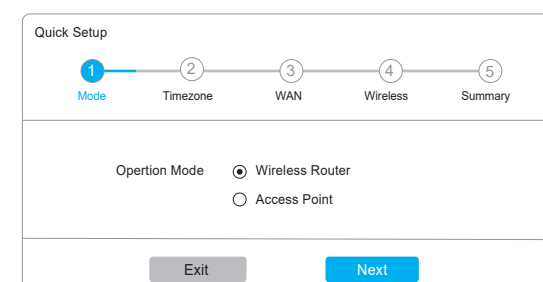 Quick Setup
1 2 3 4 5
Mode Timezone WAN Wireless Summary
Opertion Mode Wireless Router
Access Point
Exit Next